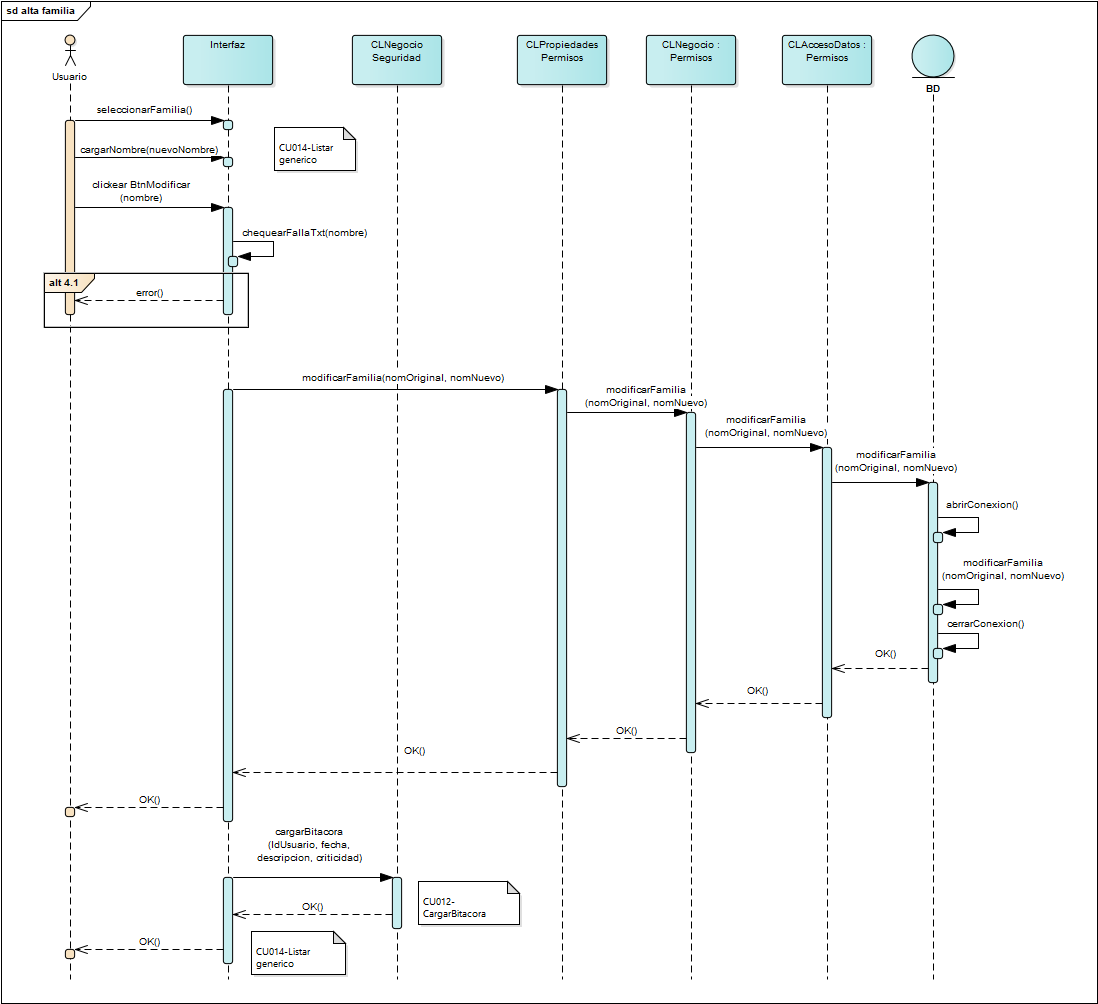 sd alta familia
Usuario
Interfaz
CLNegocio
Seguridad
CLPropiedades
Permisos
CLNegocio :
Permisos
CLAccesoDatos :
Permisos
BD
seleccionarFamilia()
CU014-Listar
generico
cargarNombre(nuevoNombre)
clickear BtnModificar
(nombre)
chequearFallaTxt(nombre)
alt 4.1
error()
modificarFamilia(nomOriginal, nomNuevo)
modificarFamilia
(nomOriginal, nomNuevo)
modificarFamilia
(nomOriginal, nomNuevo)
modificarFamilia
(nomOriginal, nomNuevo)
abrirConexion()
modificarFamilia
(nomOriginal, nomNuevo)
cerrarConexion()
OK()
OK()
OK()
OK()
OK()
cargarBitacora
(IdUsuario, fecha,
descripcion, criticidad)
CU012-
CargarBitacora
OK()
OK()
CU014-Listar
generico